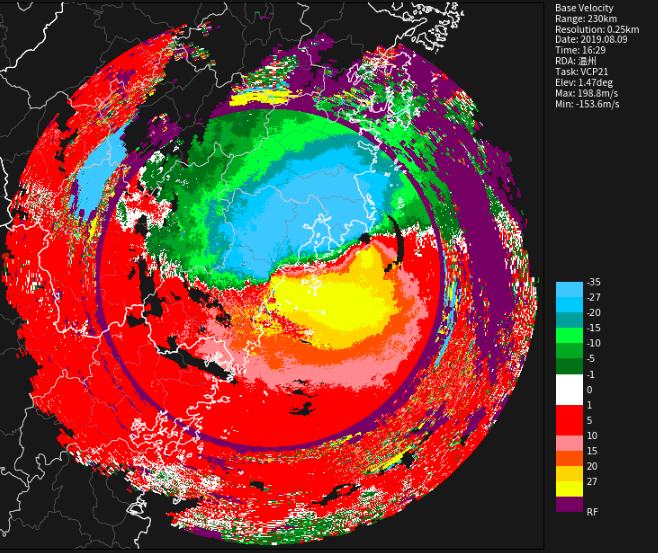 Base Velocity
Range: 230km
Resolution: 0.25km
Date: 2019.08.09
Time: 16:29
RDA: 温州
Task: VCP21
Elev: 1.47deg
Max: 198.8m/s
Min: -153.6m/s
-35
-27
-20
-15
-10
-5
-1
0
1
5
10
15
20
27
RF